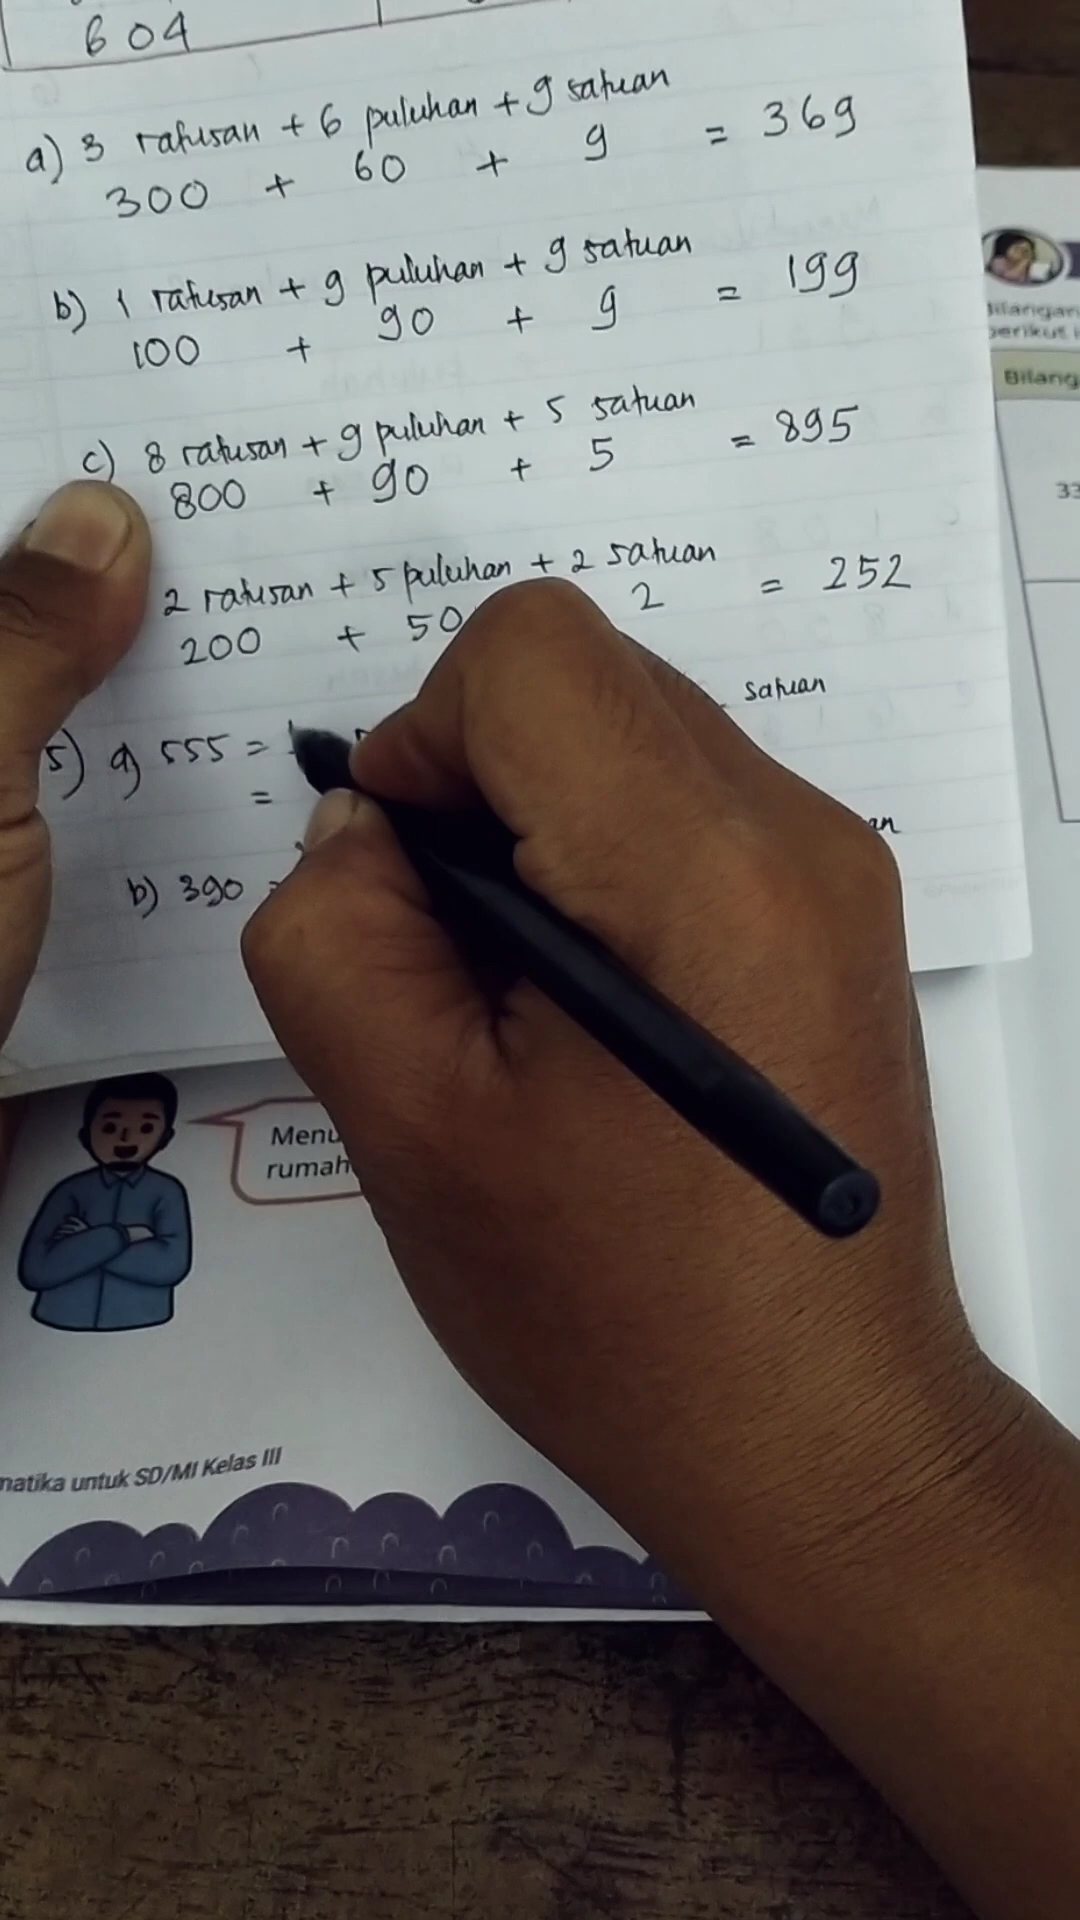 604
a) 3 ratusan + 6 puluhan + 9 satuan
300 + 60 + 9 = 369
b) 1 ratusan + 9 puluhan + 9 satuan
100 + 90 + 9 = 199
c) 8 ratusan + 9 puluhan + 5 satuan
800 + 90 + 5 = 895
2 ratusan + 5 puluhan + 2 satuan
200 + 50 2 = 252
5) a) 555 = satuan
=
b) 390 =
Bilang
33
Menu
rumah
matika untuk SD/MI Kelas III